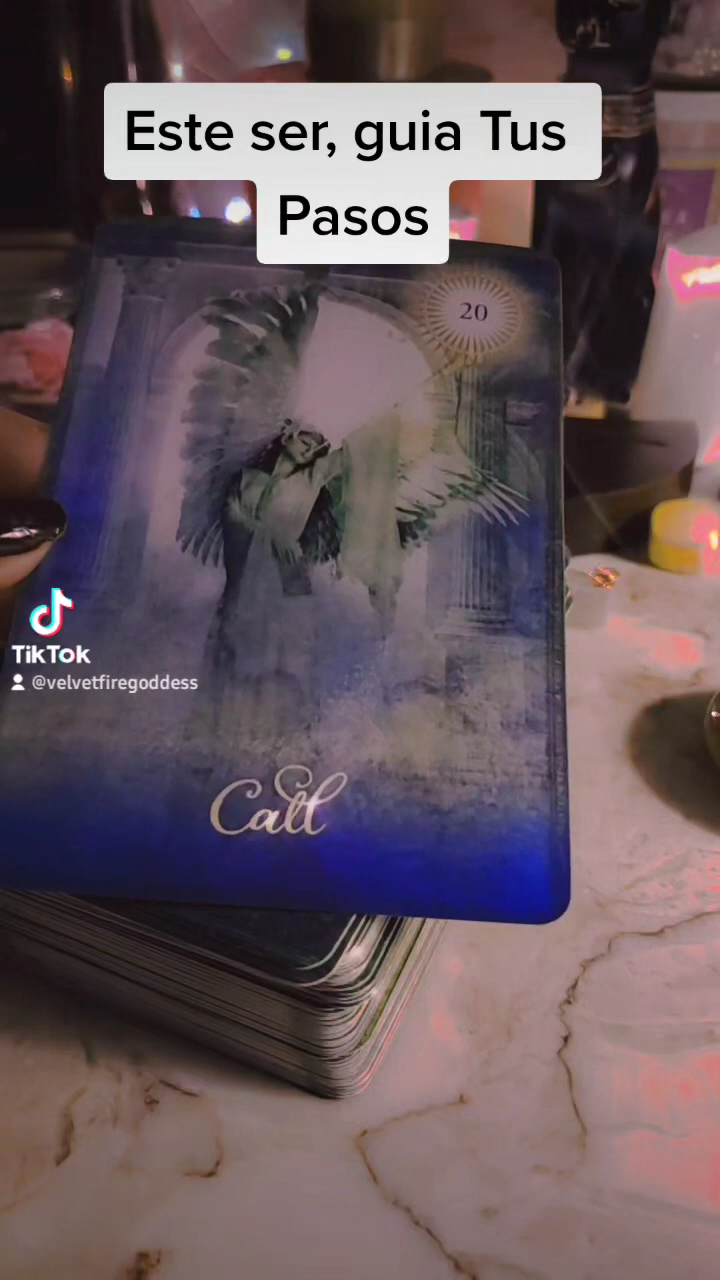 Este ser, guia Tus
Pasos
20
TikTok
@velvetfiregoddess
Call